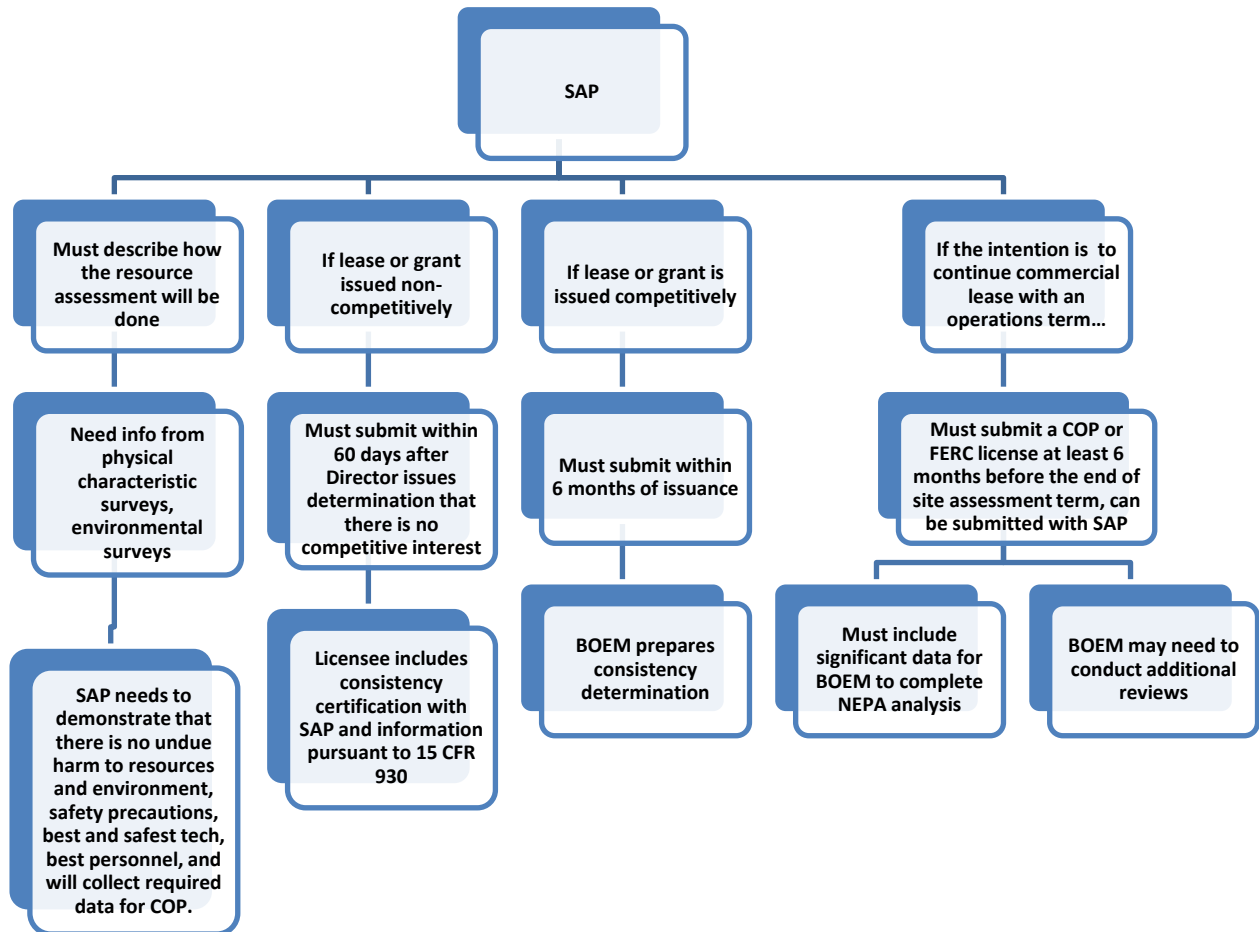 SAP
Must describe how
the resource
assessment will be
done
If lease or grant
issued non-
competitively
If lease or grant is
issued competitively
If the intention is to
continue commercial
lease with an
operations term…
Need info from
physical
characteristic
surveys,
environmental
surveys
Must submit within
60 days after
Director issues
determination that
there is no
competitive interest
Must submit within
6 months of issuance
Must submit a COP or
FERC license at least 6
months before the end of
site assessment term, can
be submitted with SAP
SAP needs to
demonstrate that
there is no undue
harm to resources
and environment,
safety precautions,
best and safest tech,
best personnel, and
will collect required
data for COP.
Licensee includes
consistency
certification with
SAP and information
pursuant to 15 CFR
930
BOEM prepares
consistency
determination
Must include
significant data for
BOEM to complete
NEPA analysis
BOEM may need to
conduct additional
reviews